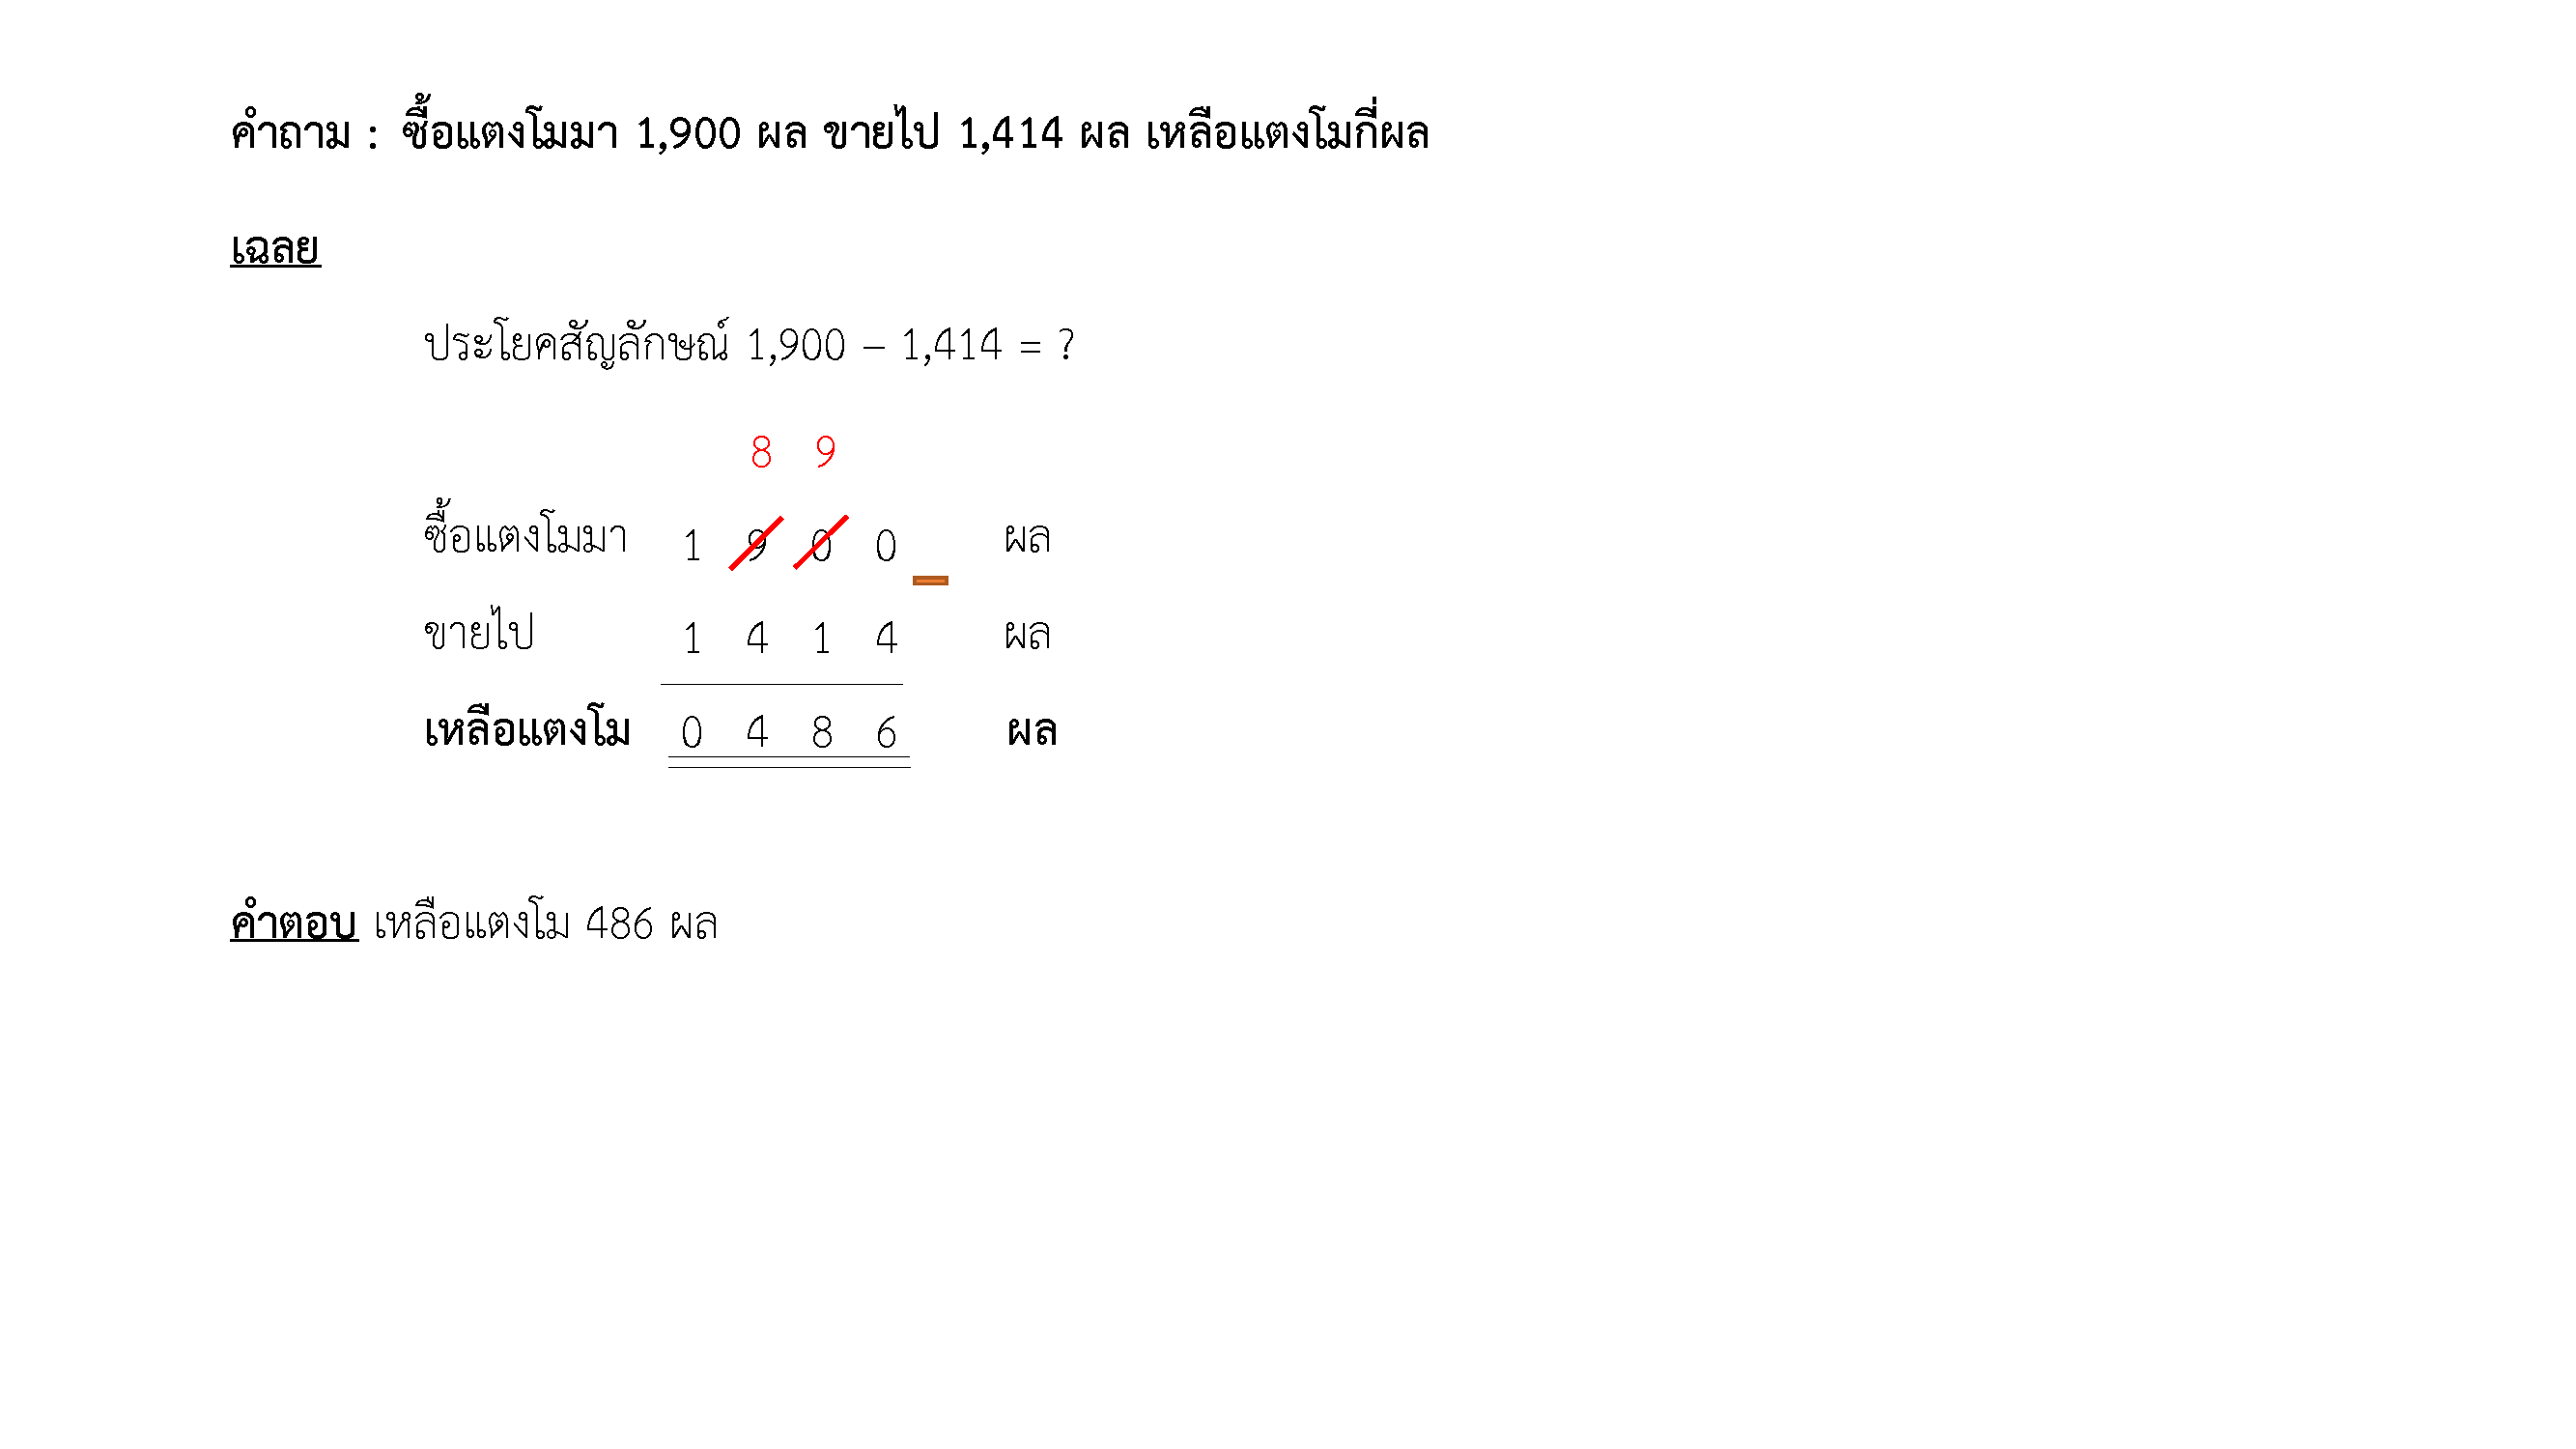 คำถาม : ซื้อแตงโมมา 1,900 ผล ขายไป 1,414 ผล เหลือแตงโมกี่ผล
เฉลย
ประโยคสัญลักษณ์ 1,900 – 1,414 = ?
8 9
ซื้อแตงโมมา 1 9 0 0 ผล
ขายไป 1 4 1 4 ผล
เหลือแตงโม 0 4 8 6 ผล
คำตอบ เหลือแตงโม 486 ผล